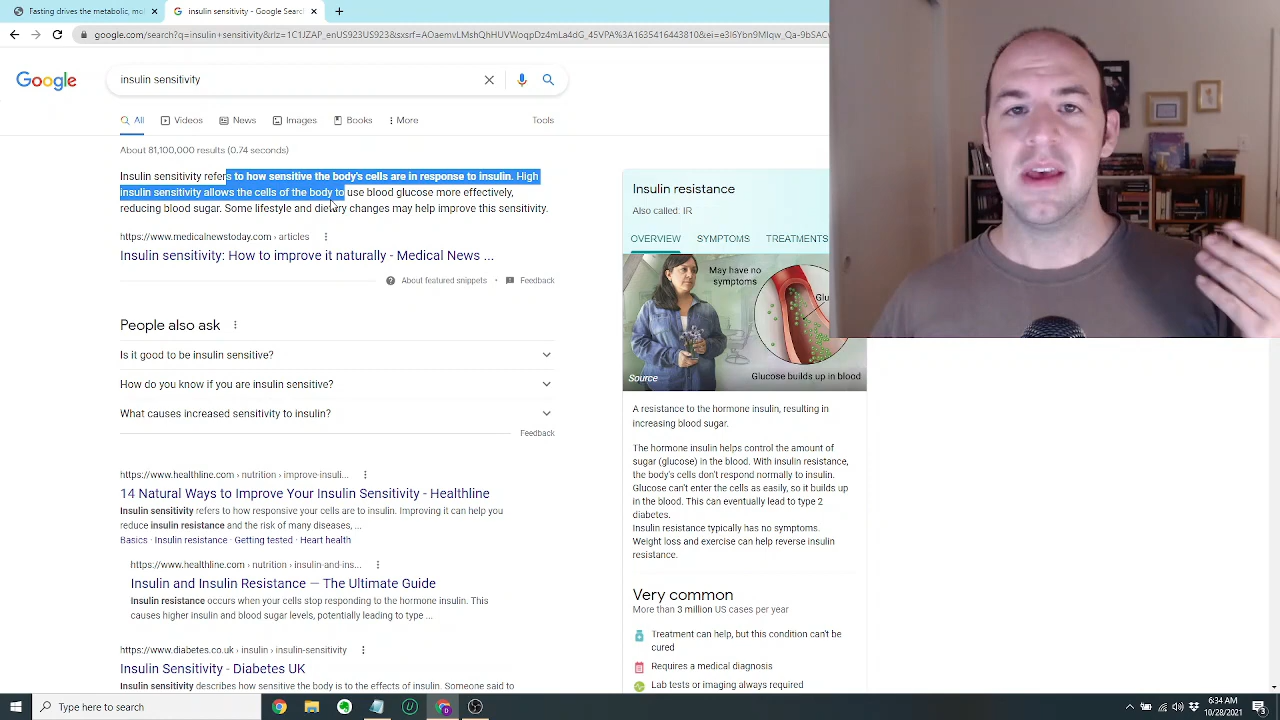 Fasting drives the metabolic, mol
insulin sensitivity - Google Search
google.com/search?q=insulin+sensitivity&rlz=1C1JZAP_enUS923US923&sxsrf=
Google
insulin sensitivity
All
Videos
News
Images
Books
More
Tools
About 81,100,000 results (0.74 seconds)
Insulin sensitivity refers to how sensitive the body's cells are in response to insulin. High
insulin sensitivity allows the cells of the body to use blood glucose more effectively,
reducing blood sugar. Some lifestyle and dietary changes may help improve this sensitivity.
https://www.medicalnewstoday.com › articles
Insulin sensitivity: How to improve it naturally - Medical News ...
About featured snippets • Feedback
People also ask
Is it good to be insulin sensitive?
How do you know if you are insulin sensitive?
What causes increased sensitivity to insulin?
Feedback
https://www.healthline.com › nutrition › improve-insuli...
14 Natural Ways to Improve Your Insulin Sensitivity - Healthline
Insulin sensitivity refers to how responsive your cells are to insulin. Improving it can help you
reduce insulin resistance and the risk of many diseases, ...
Basics · Insulin resistance · Getting tested · Heart health
https://www.healthline.com › nutrition › insulin-and-ins...
Insulin and Insulin Resistance — The Ultimate Guide
Insulin resistance occurs when your cells stop responding to the hormone insulin. This
causes higher insulin and blood sugar levels, potentially leading to type ...
https://www.diabetes.co.uk › insulin › insulin-sensitivity
Insulin Sensitivity - Diabetes UK
Insulin sensitivity describes how sensitive the body is to the effects of insulin. Someone said to
Insulin resistance
Also called: IR
OVERVIEW
SYMPTOMS
TREATMENTS
May have no
symptoms
Glu
Source
Glucose builds up in blood
A resistance to the hormone insulin, resulting in
increasing blood sugar.
The hormone insulin helps control the amount of
sugar (glucose) in the blood. With insulin resistance,
the body's cells don't respond normally to insulin.
Glucose can't enter the cells as easily, so it builds up
in the blood. This can eventually lead to type 2
diabetes.
Insulin resistance typically has no symptoms.
Weight loss and exercise can help reverse insulin
resistance.
Very common
More than 3 million US cases per year
Treatment can help, but this condition can't be
cured
Requires a medical diagnosis
Lab tests or imaging always required
Type here to search
6:34 AM
10/28/2021